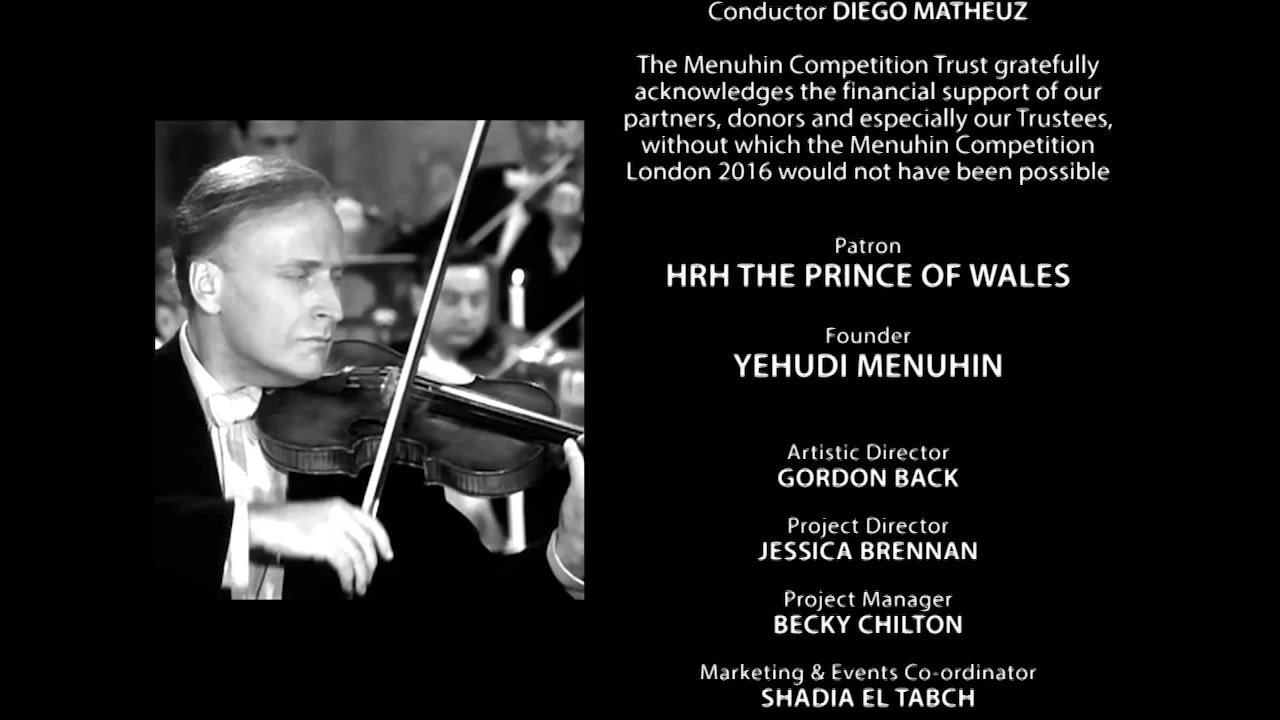 Conductor DIEGO MATHEUZ
The Menuhin Competition Trust gratefully
acknowledges the financial support of our
partners, donors and especially our Trustees,
without which the Menuhin Competition
London 2016 would not have been possible
Patron
HRH THE PRINCE OF WALES
Founder
YEHUDI MENUHIN
Artistic Director
GORDON BACK
Project Director
JESSICA BRENNAN
Project Manager
BECKY CHILTON
Marketing & Events Co-ordinator
SHADIA EL TABCH